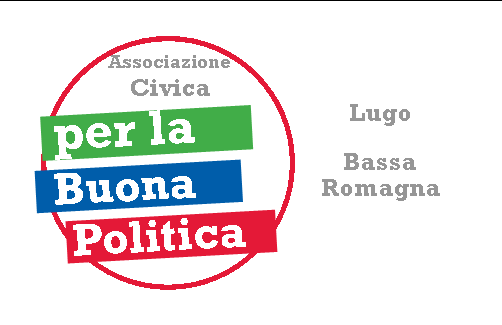 Associazione
Civica
per la
Buona
Politica
Lugo
Bassa
Romagna